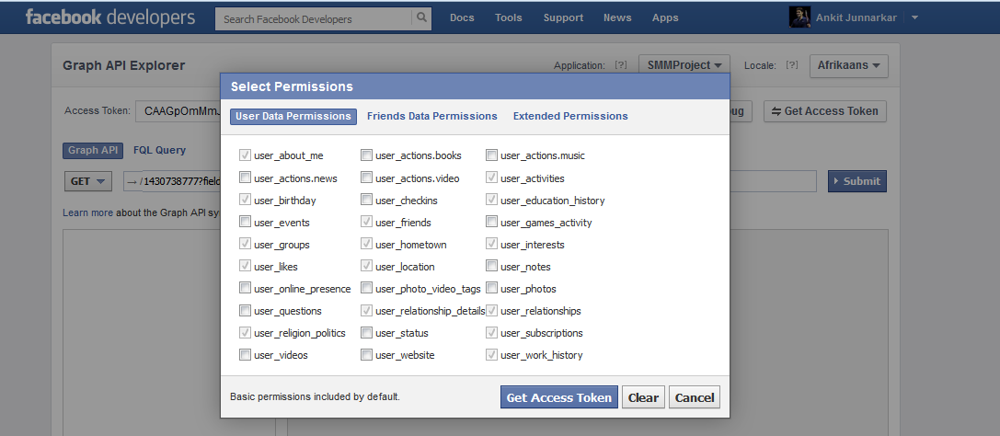 facebook developers Search Facebook Developers Docs Tools Support News Apps Ankit Junnarkar
Graph API Explorer Application: [?] SMMProject Locale: [?] Afrikaans
Select Permissions
Access Token: CAAGpOmMm Get Access Token
User Data Permissions Friends Data Permissions Extended Permissions
Graph API FQL Query
user_about_me user_actions.books user_actions.music
user_actions.news user_actions.video user_activities
GET → /1430738777?field Submit
user_birthday user_checkins user_education_history
Learn more about the Graph API sy
user_events user_friends user_games_activity
user_groups user_hometown user_interests
user_likes user_location user_notes
user_online_presence user_photo_video_tags user_photos
user_questions user_relationship_details user_relationships
user_religion_politics user_status user_subscriptions
user_videos user_website user_work_history
Basic permissions included by default. Get Access Token Clear Cancel